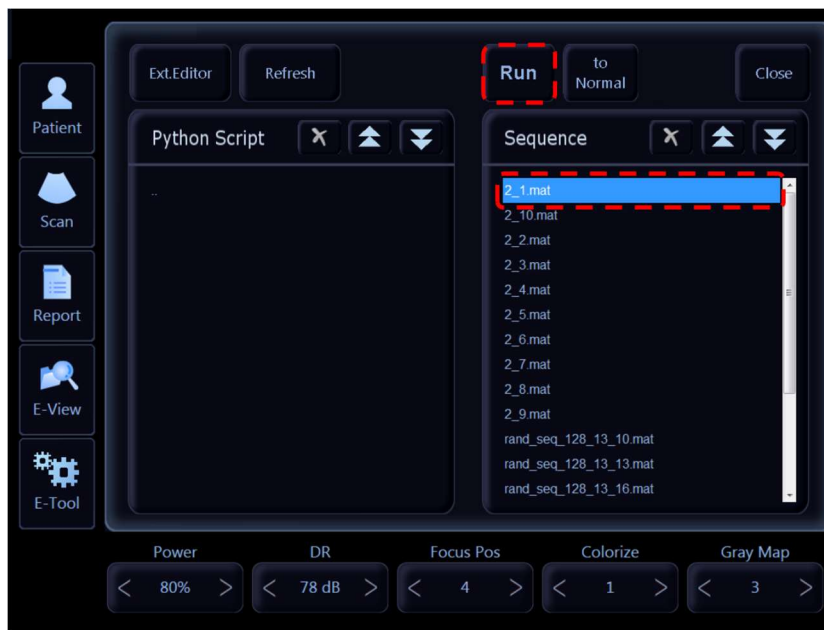 Ext.Editor
Refresh
Run
to
Normal
Close
Patient
Scan
Report
E-View
E-Tool
Python Script
..
Sequence
2_1.mat
2_10.mat
2_2.mat
2_3.mat
2_4.mat
2_5.mat
2_6.mat
2_7.mat
2_8.mat
2_9.mat
rand_seq_128_13_10.mat
rand_seq_128_13_13.mat
rand_seq_128_13_16.mat
Power
DR
Focus Pos
Colorize
Gray Map
< 80% >
< 78 dB >
< 4 >
< 1 >
< 3 >